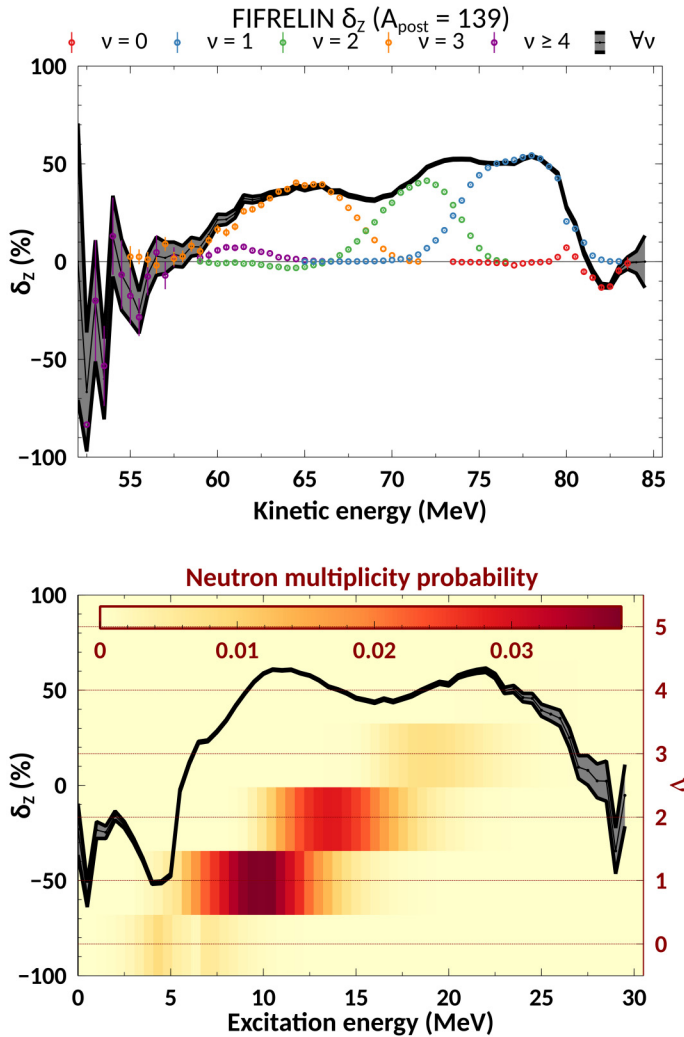 FIFRELIN δZ (Apost = 139)
ν = 0 ν = 1 ν = 2 ν = 3 ν ≥ 4 ∀ν
100
50
0
−50
−100
δZ (%)
55 60 65 70 75 80 85
Kinetic energy (MeV)
Neutron multiplicity probability
100
50
0
−50
−100
δZ (%)
0 0.01 0.02 0.03
5
4
3
2
1
0
ν
0 5 10 15 20 25 30
Excitation energy (MeV)